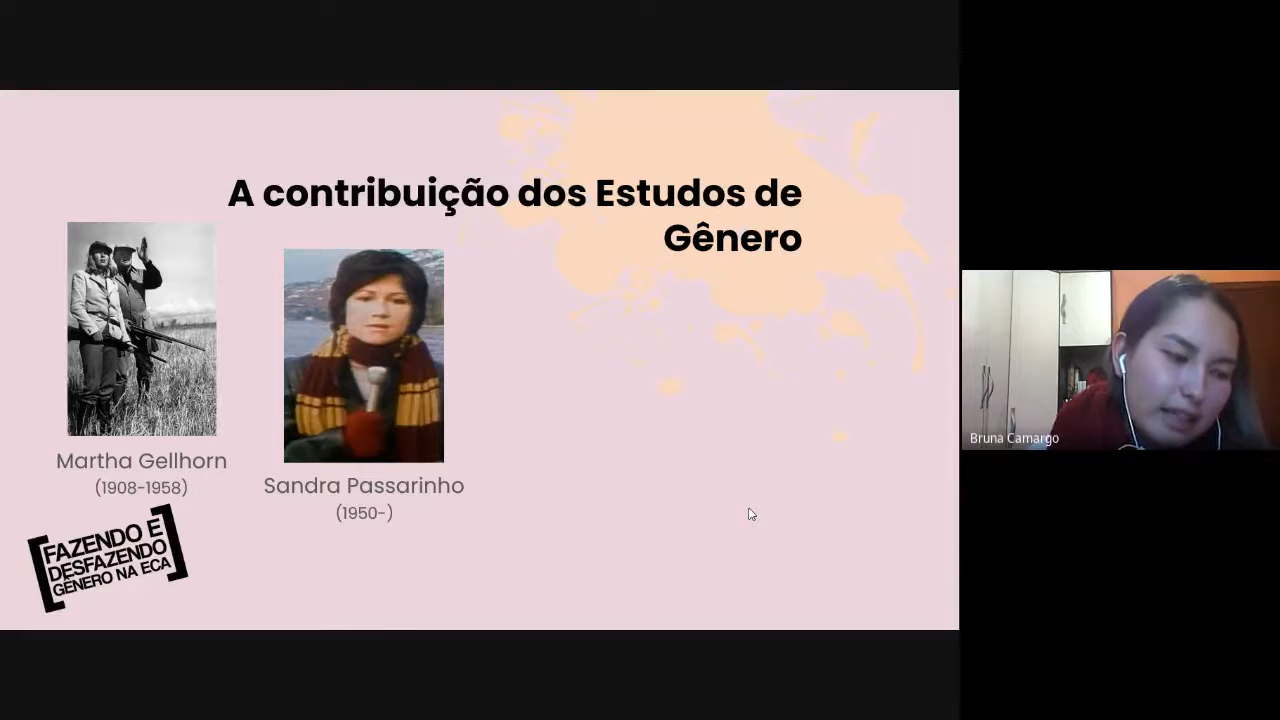 A contribuição dos Estudos de
Gênero
Martha Gellhorn
(1908-1958)
Sandra Passarinho
(1950-)
[FAZENDO E
DESFAZENDO
GÊNERO NA ECA]
Bruna Camargo